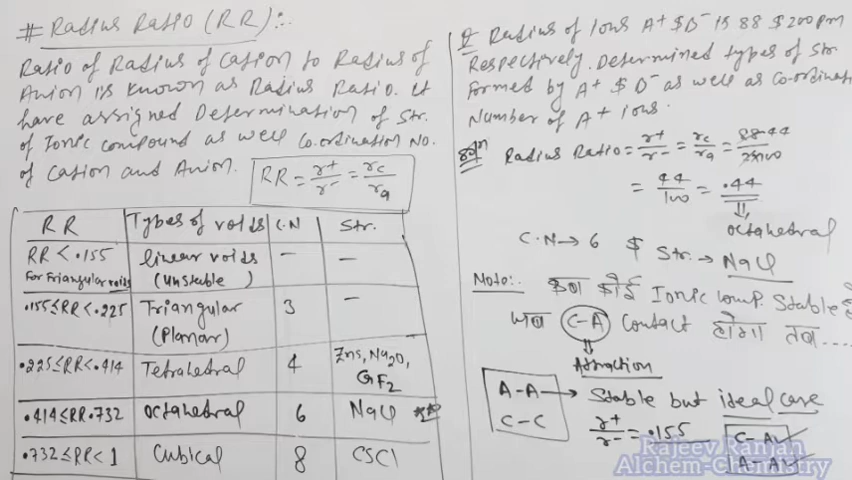 # Radius Ratio (RR):-
Ratio of Radius of Cation to Radius of
Anion is known as Radius Ratio. It
have assigned Determination of Str.
of Ionic compound as well Co-ordination No.
of Cation and Anion. RR = r+/r- = rc/ra
RR Types of voids C.N Str.
RR < .155 linear voids - -
For Triangular voids (Unstable)
.155≤RR<.225 Triangular 3 -
(Planar)
.225≤RR<.414 Tetrahedral 4 ZnS, Na2O,
CaF2
.414≤RR.732 Octahedral 6 NaCl
.732≤RR<1 Cubical 8 CSCl
Q Radius of Ions A+ $ B- is 88 $ 200pm
Respectively. Determined types of Str.
formed by A+ $ B- as well as Co-ordination
Number of A+ ions.
Soln Radius Ratio = r+/r- = rc/ra = 88 44/200 100
= 44/100 = .44
⇓
Octahedral
C.N → 6 $ Str. → NaCl
Note:- कोई Ionic Comp. Stable है
जब C-A Contact होगा तब....
⇓
Attraction
A-A → Stable but ideal case
C-C r+/r- = .155 C-A✓
A-A✓
Rajeev Ranjan
Alchem-Chemistry